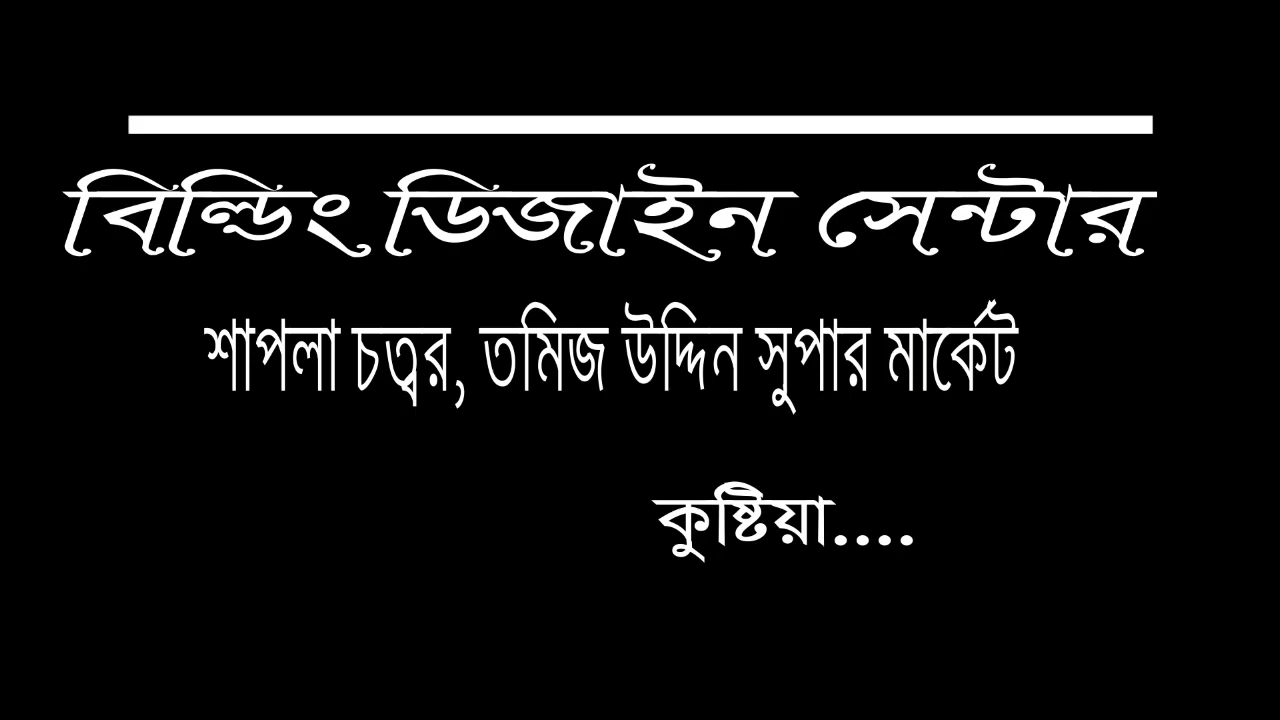 বিল্ডিং ডিজাইন সেন্টার
শাপলা চত্বর, তমিজ উদ্দিন সুপার মার্কেট
কুষ্টিয়া....